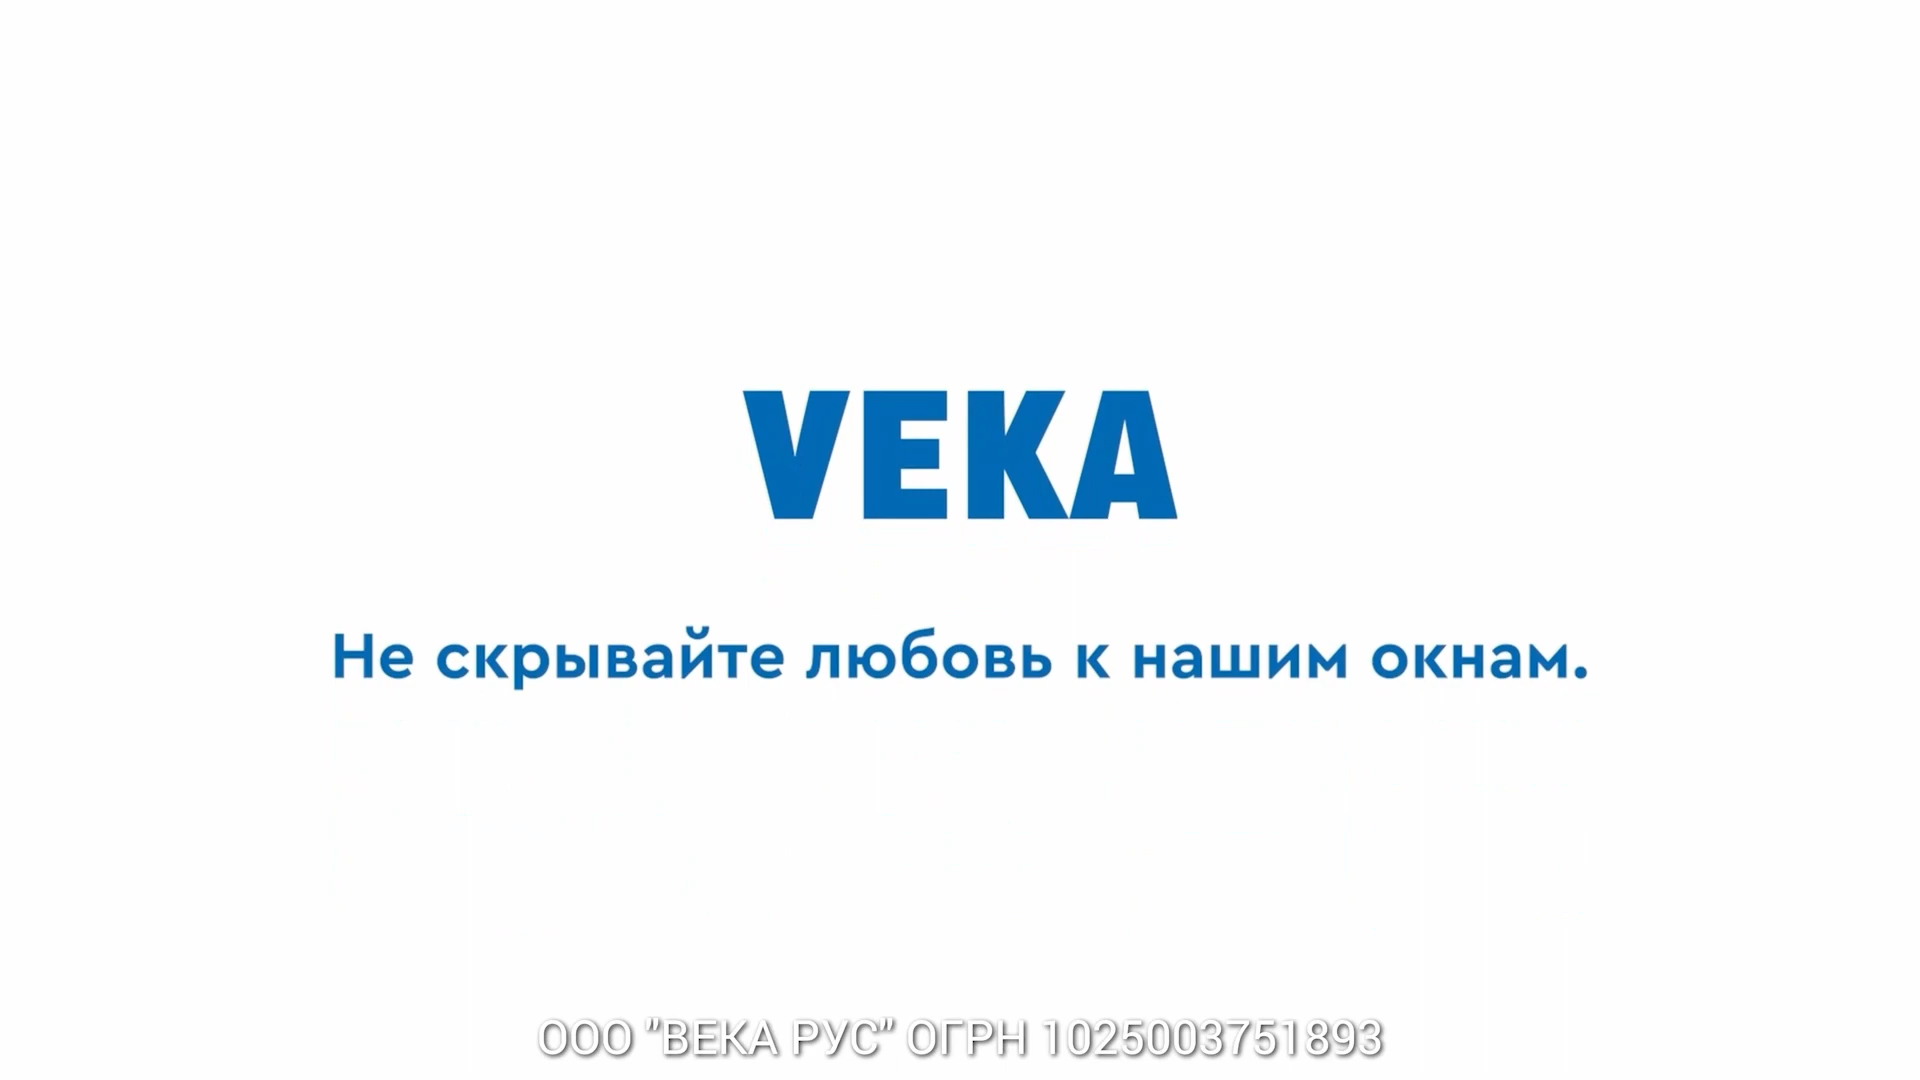 VEKA
Не скрывайте любовь к нашим окнам.
ООО "ВЕКА РУС" ОГРН 1025003751893